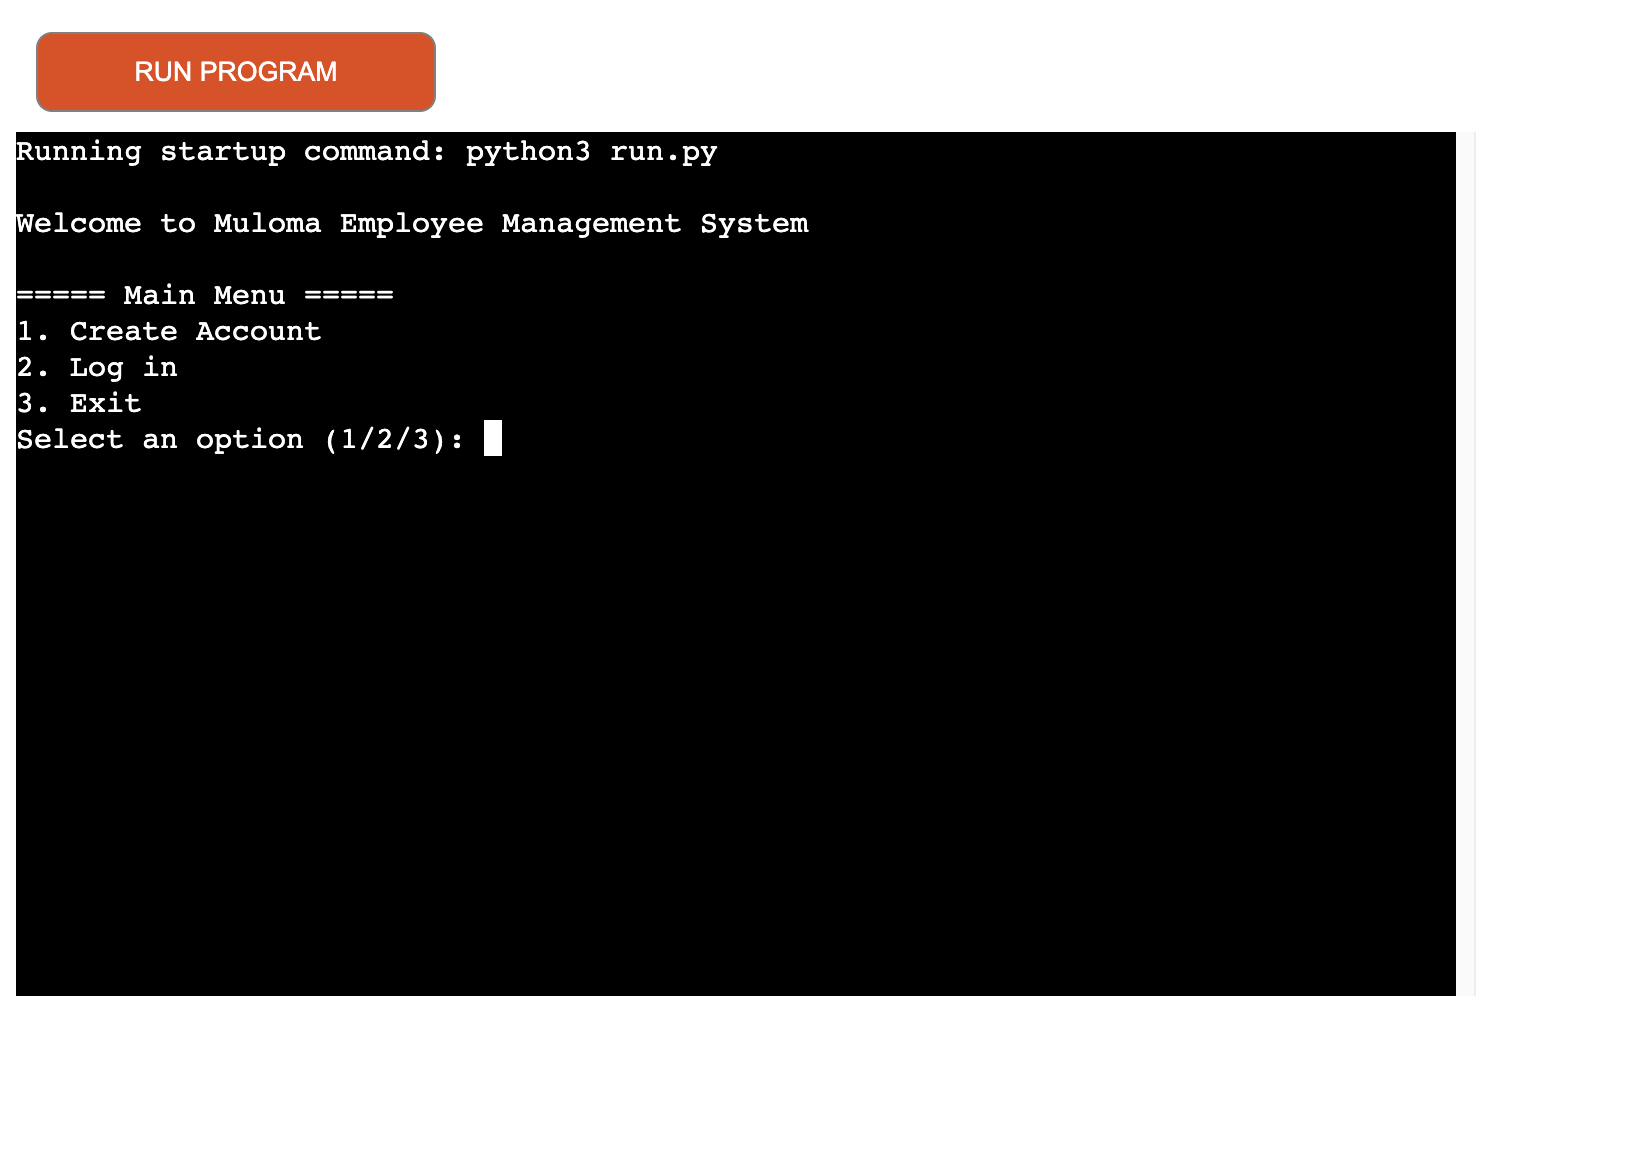 RUN PROGRAM
Running startup command: python3 run.py
Welcome to Muloma Employee Management System
===== Main Menu =====
1. Create Account
2. Log in
3. Exit
Select an option (1/2/3):